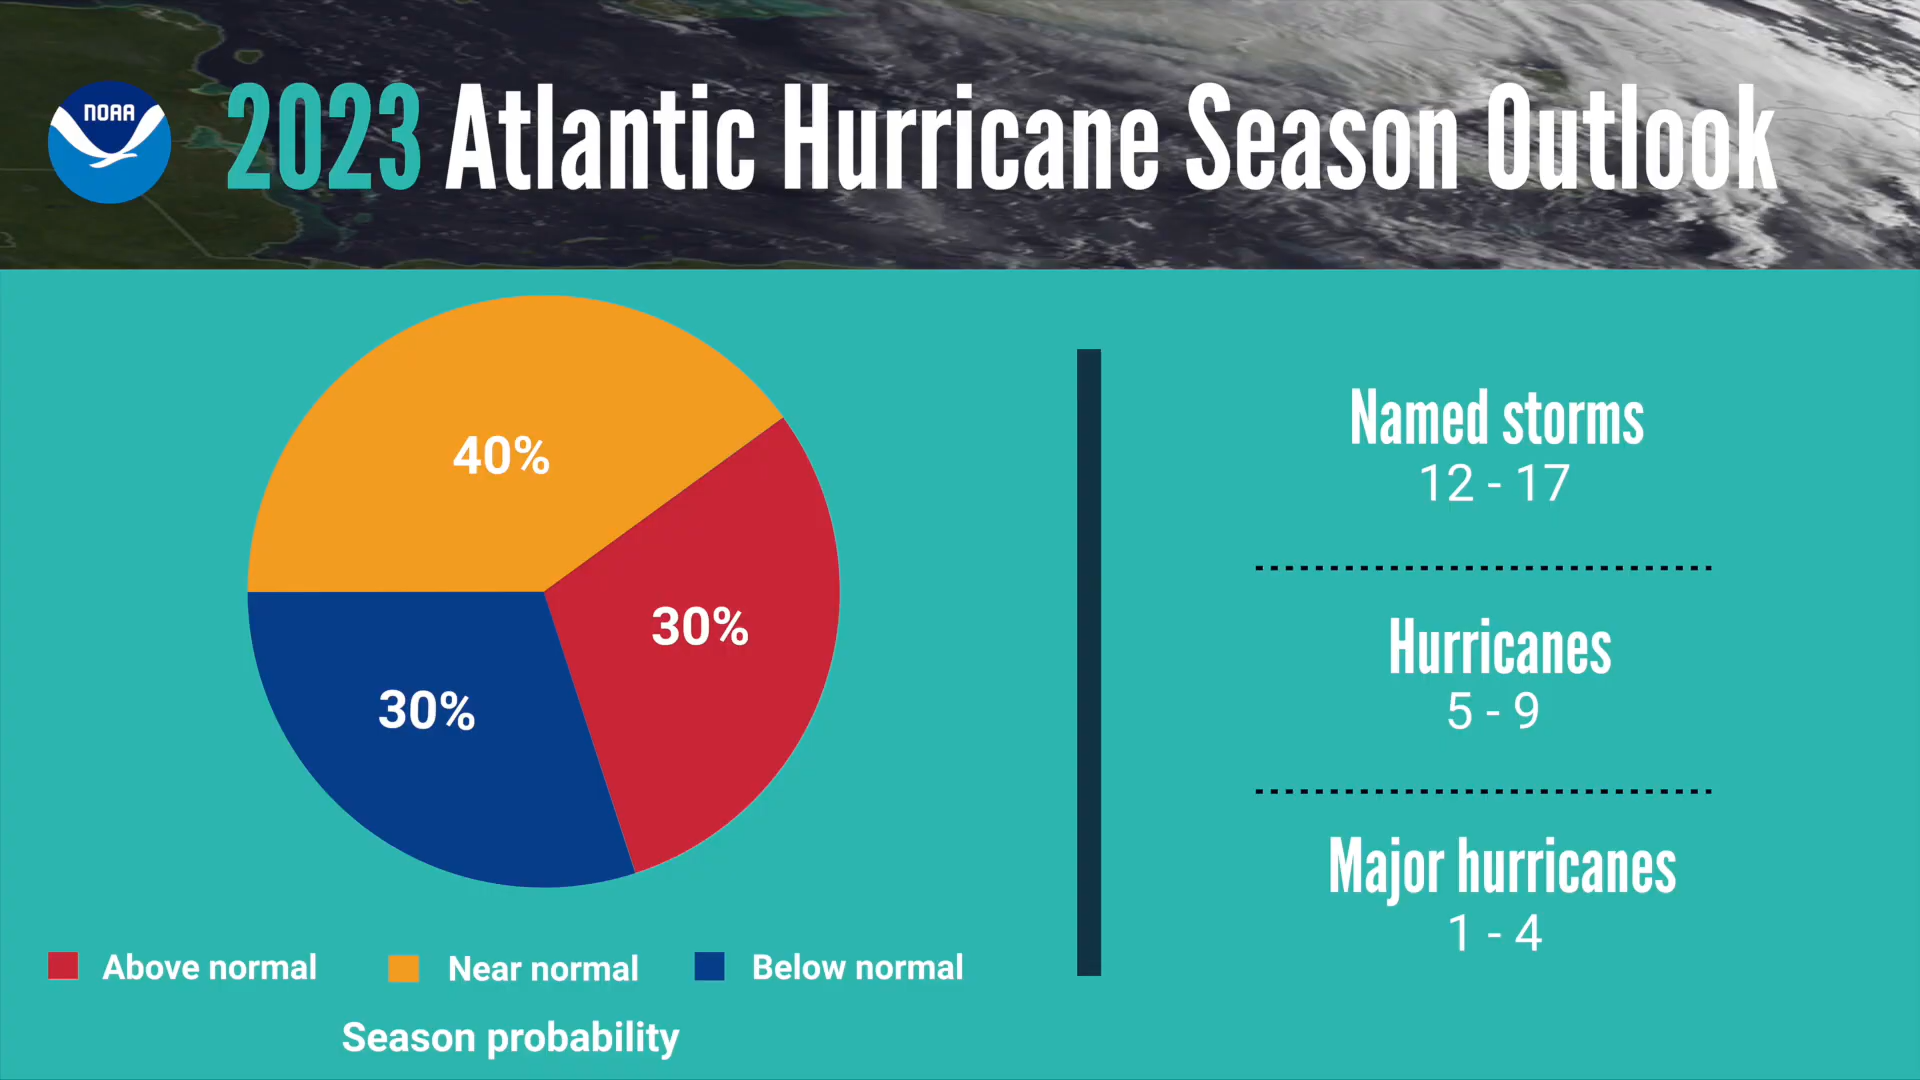 NOAA
2023 Atlantic Hurricane Season Outlook
40%
30%
30%
Above normal
Near normal
Below normal
Season probability
Named storms
12 - 17
Hurricanes
5 - 9
Major hurricanes
1 - 4